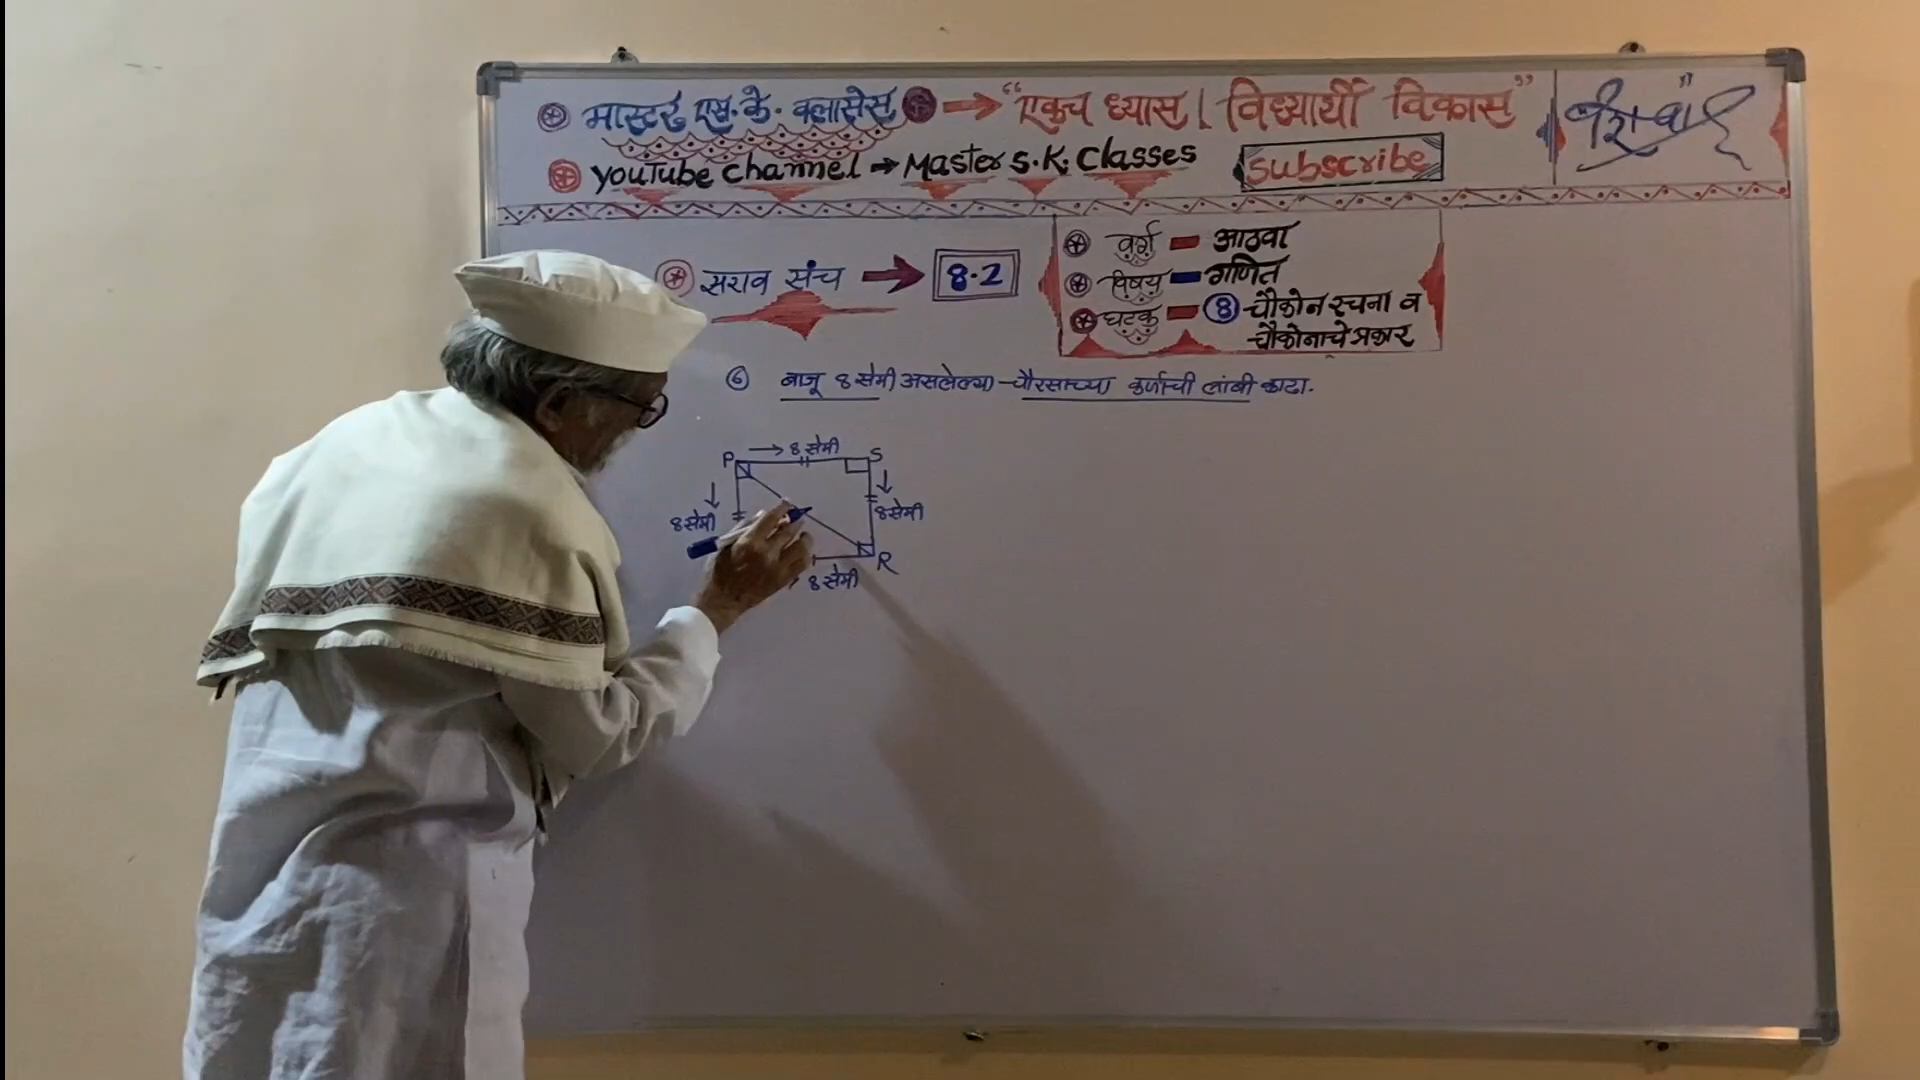 मास्टर एस.के. क्लासेस → "एकच ध्यास। विध्यार्थी विकास"
YouTube channel → Master S.K. Classes subscribe
सराव संच → 8.2
वर्ग - आठवा
विषय - गणित
घटक - 8 चौकोन रचना व
चौकोनाचे प्रकार
6 बाजू 8 सेमी असलेल्या चौरसाच्या कर्णाची लांबी काढा.
→ 8 सेमी
P S
8 सेमी 8 सेमी
R
8 सेमी